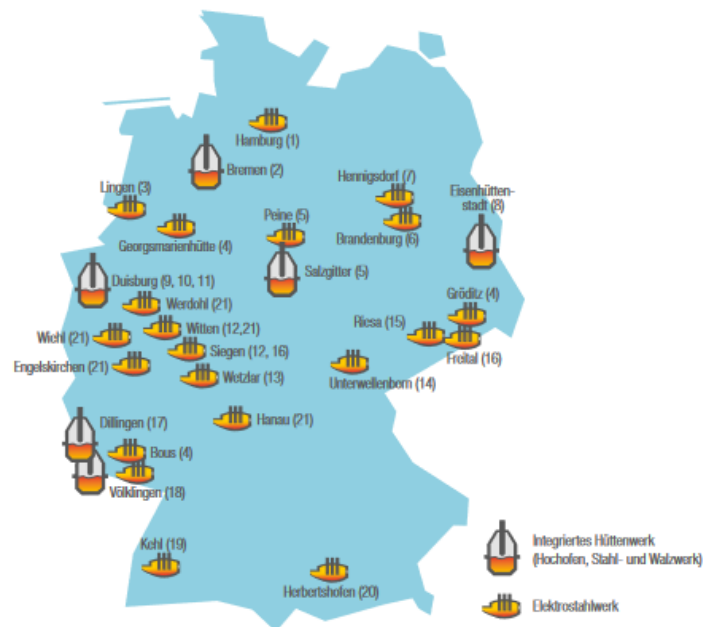 Hamburg (1)
Bremen (2)
Lingen (3)
Hennigsdorf (7)
Eisenhütten-
stadt (8)
Peine (5)
Georgsmarienhütte (4)
Brandenburg (6)
Salzgitter (5)
Duisburg (9, 10, 11)
Gröditz (4)
Werdohl (21)
Riesa (15)
Witten (12,21)
Wiehl (21)
Siegen (12, 16)
Freital (16)
Engelskirchen (21)
Wetzlar (13)
Unterwellenborn (14)
Dillingen (17)
Hanau (21)
Bous (4)
Völklingen (18)
Kehl (19)
Herbertshofen (20)
Integriertes Hüttenwerk
(Hochofen, Stahl- und Walzwerk)
Elektrostahlwerk